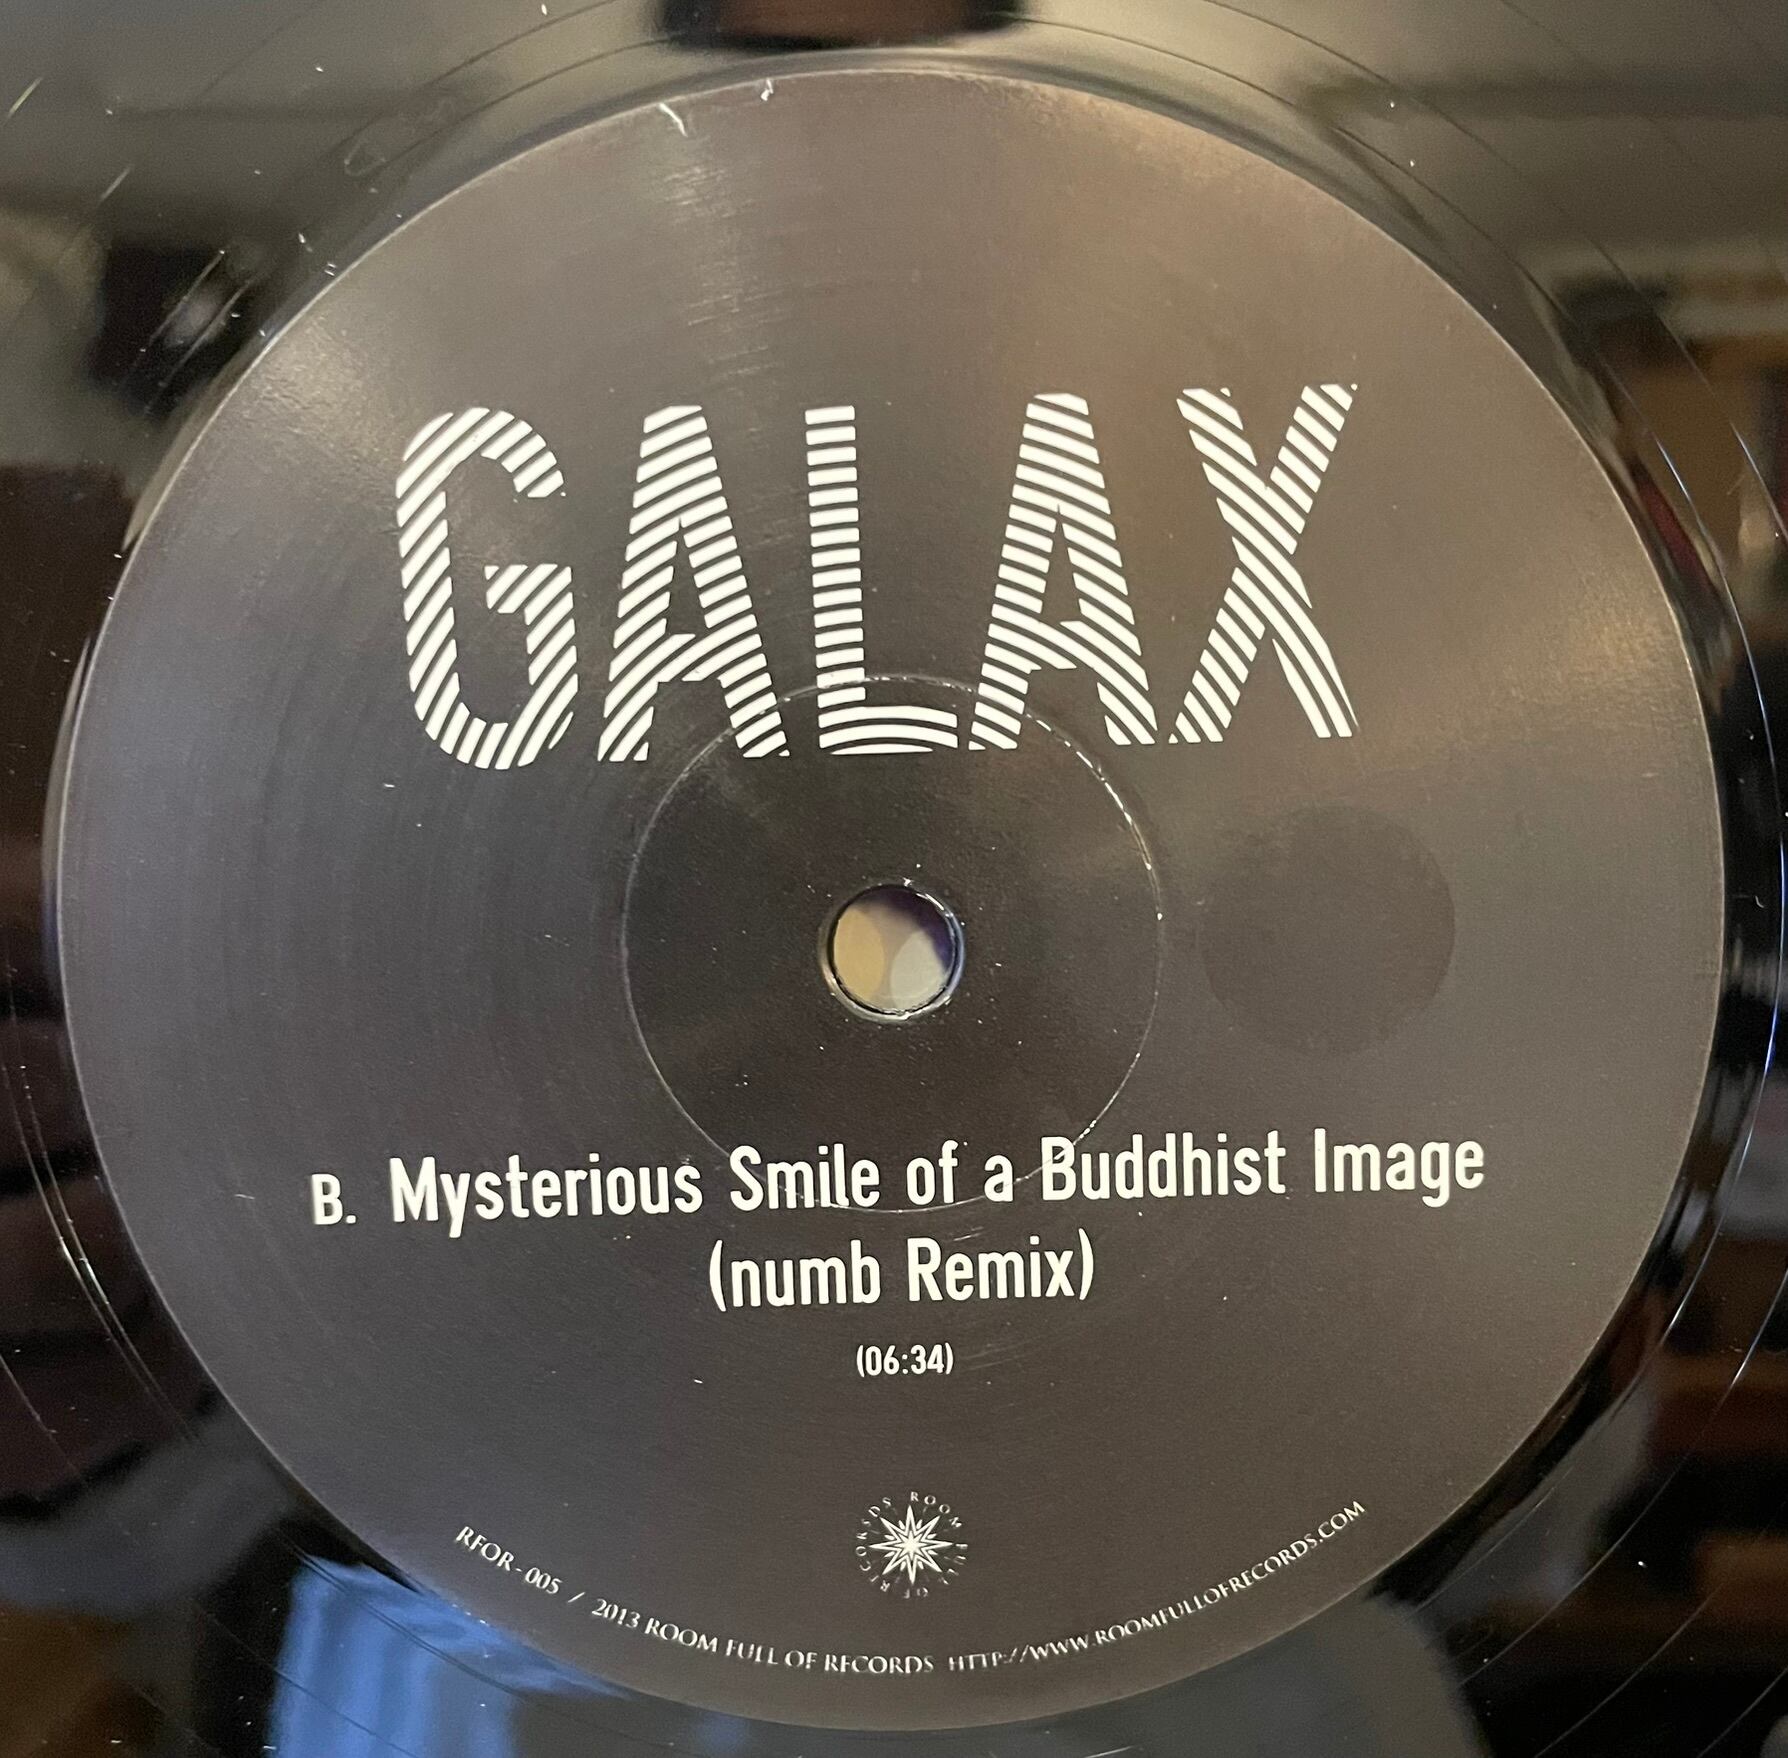 GALAX
B. Mysterious Smile of a Buddhist Image
(numb Remix)
(06:34)
ROOM FULL OF RECORDS
RFOR-005 / 2013 ROOM FULL OF RECORDS HTTP://WWW.ROOMFULLOFRECORDS.COM